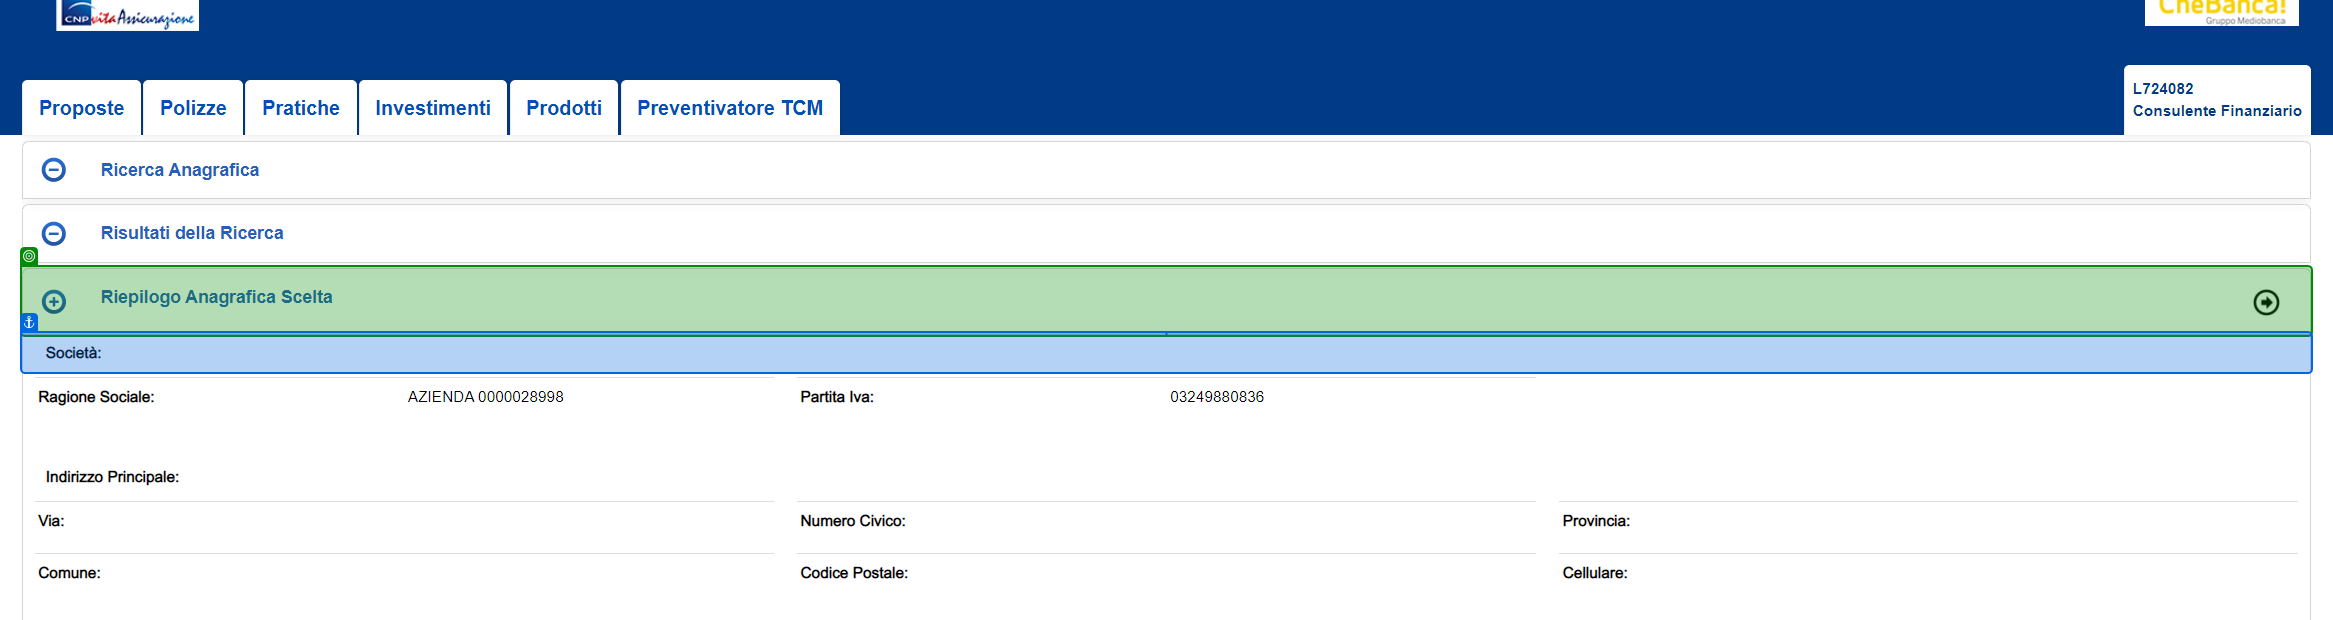 CNP vita Assicurazione
CheBanca!
Gruppo Mediobanca
Proposte
Polizze
Pratiche
Investimenti
Prodotti
Preventivatore TCM
L724082
Consulente Finanziario
Ricerca Anagrafica
Risultati della Ricerca
Riepilogo Anagrafica Scelta
Società:
Ragione Sociale: AZIENDA 0000028998 Partita Iva: 03249880836
Indirizzo Principale:
Via: Numero Civico: Provincia:
Comune: Codice Postale: Cellulare: